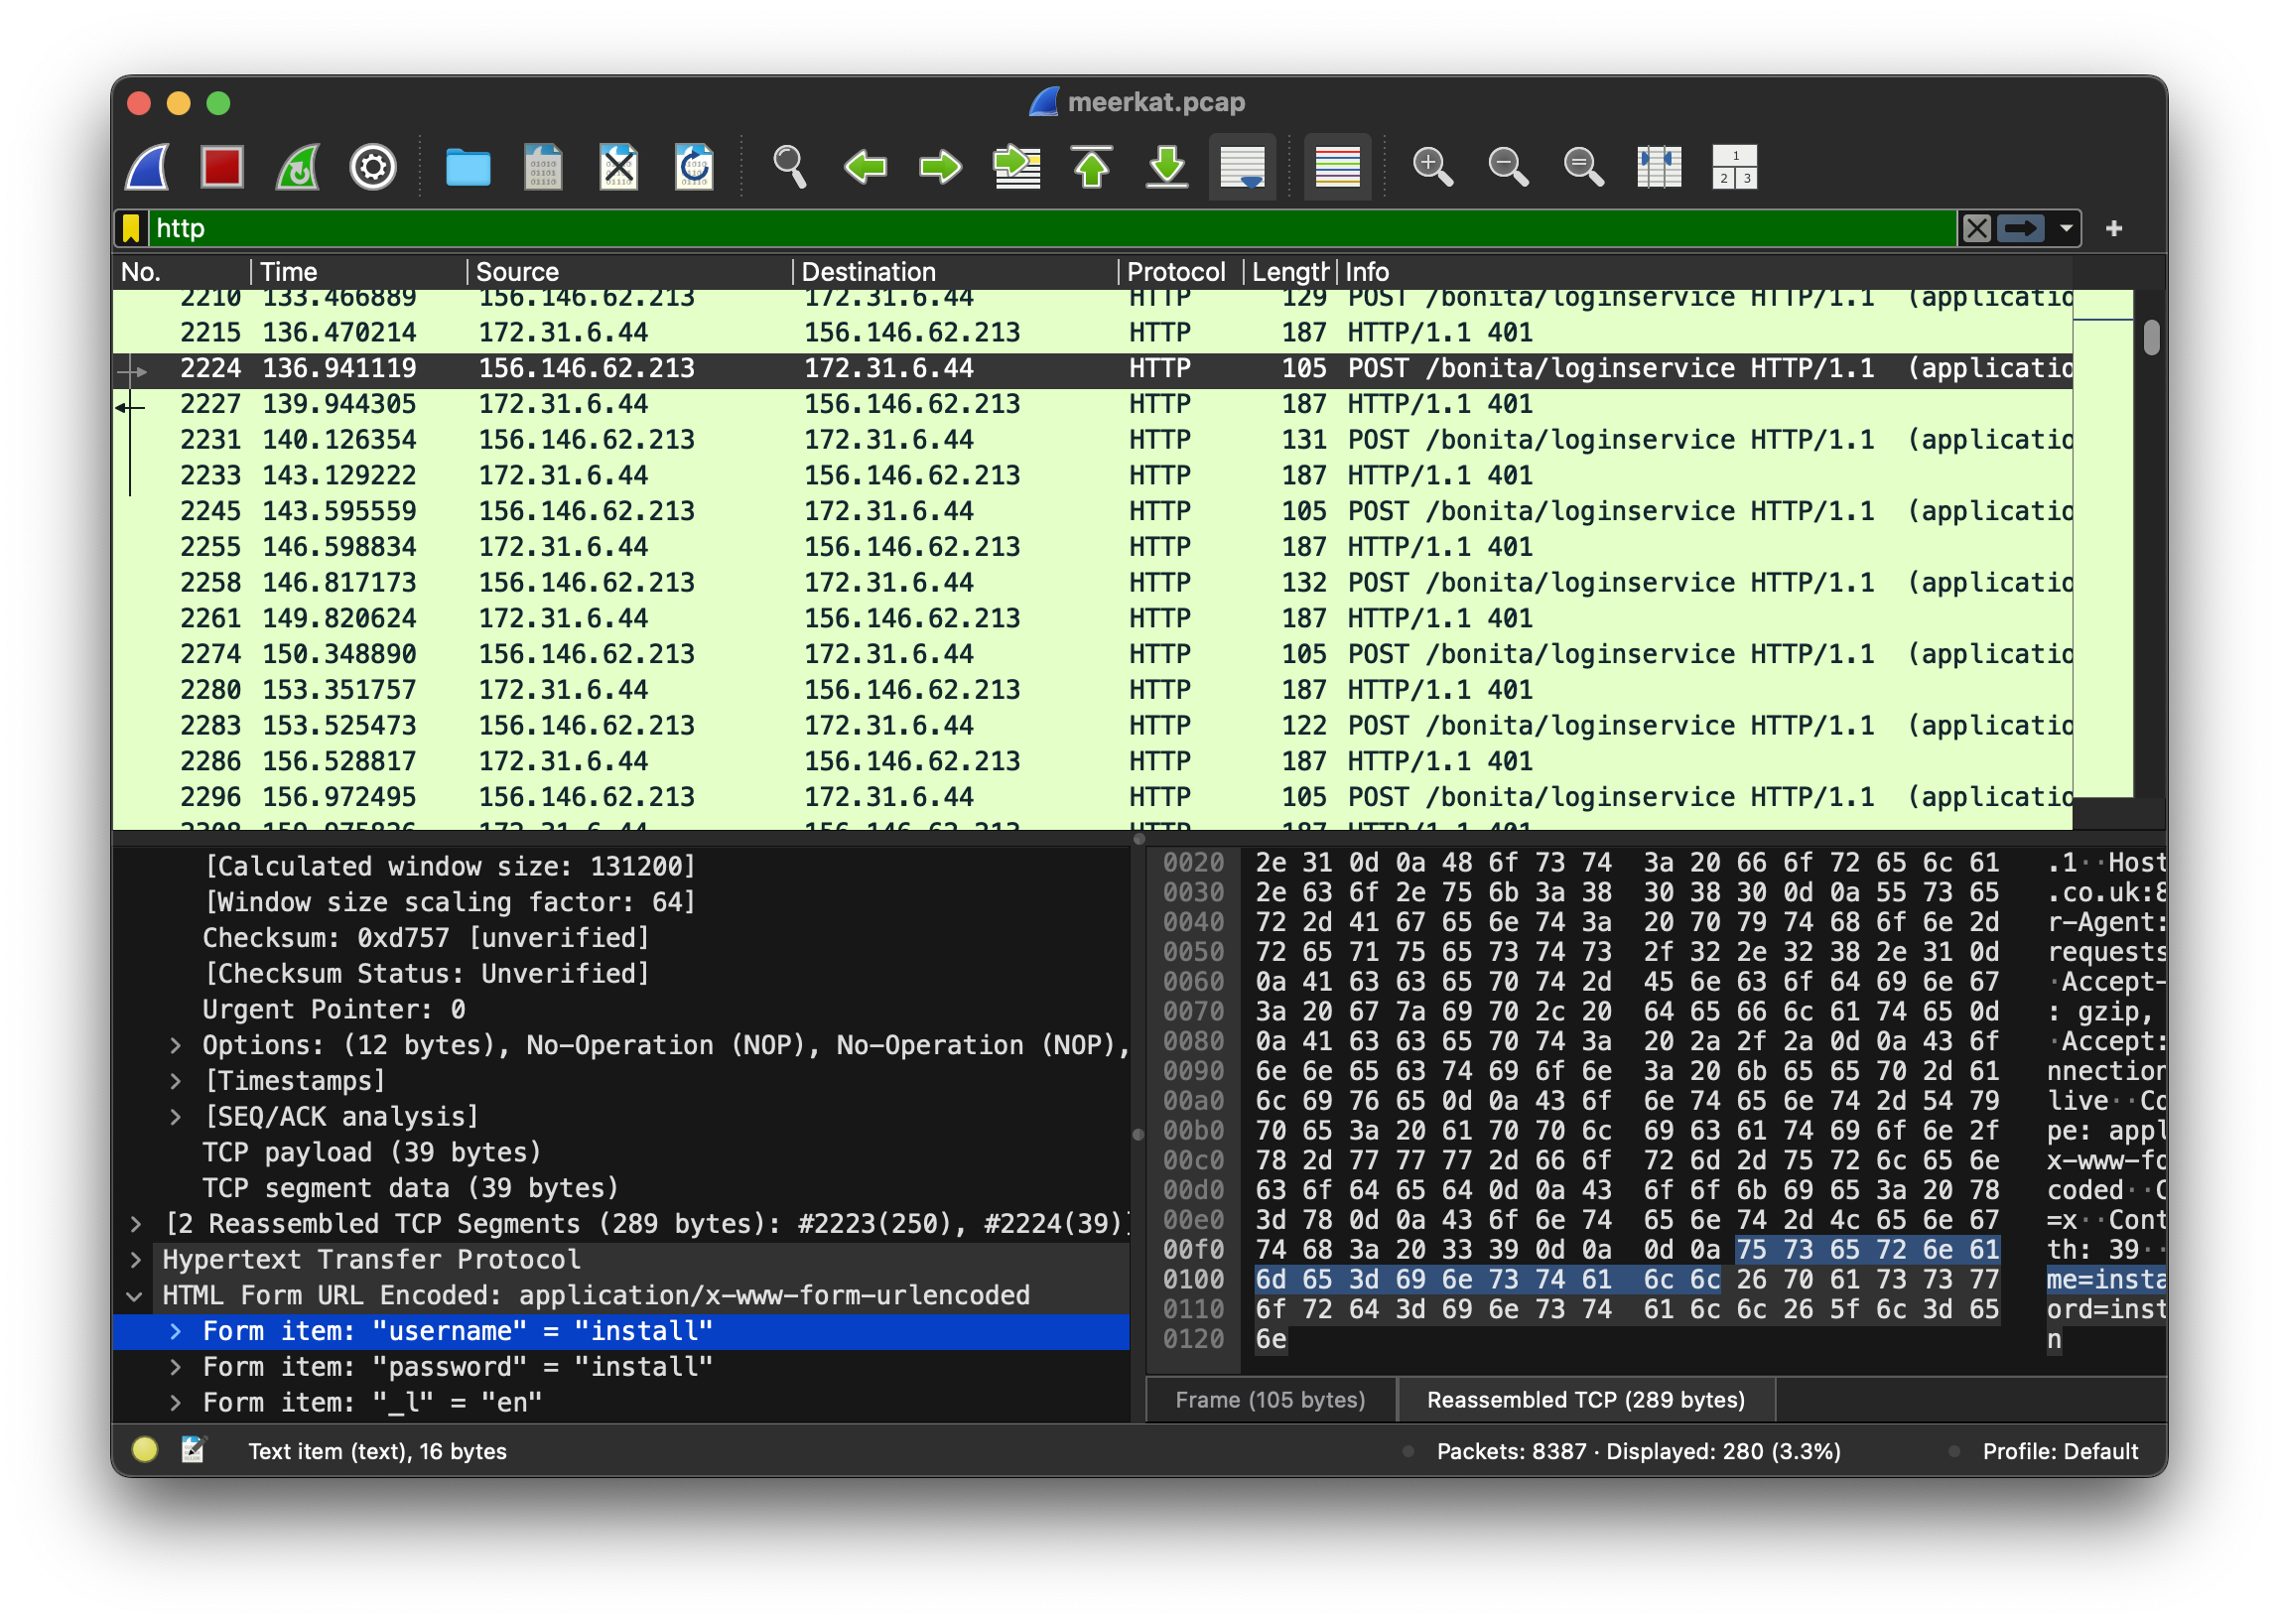 meerkat.pcap
1
2 3
http
No. Time Source Destination Protocol Length Info
2210 133.466889 156.146.62.213 172.31.6.44 HTTP 129 POST /bonita/loginservice HTTP/1.1 (applicatio
2215 136.470214 172.31.6.44 156.146.62.213 HTTP 187 HTTP/1.1 401
2224 136.941119 156.146.62.213 172.31.6.44 HTTP 105 POST /bonita/loginservice HTTP/1.1 (applicatio
2227 139.944305 172.31.6.44 156.146.62.213 HTTP 187 HTTP/1.1 401
2231 140.126354 156.146.62.213 172.31.6.44 HTTP 131 POST /bonita/loginservice HTTP/1.1 (applicatio
2233 143.129222 172.31.6.44 156.146.62.213 HTTP 187 HTTP/1.1 401
2245 143.595559 156.146.62.213 172.31.6.44 HTTP 105 POST /bonita/loginservice HTTP/1.1 (applicatio
2255 146.598834 172.31.6.44 156.146.62.213 HTTP 187 HTTP/1.1 401
2258 146.817173 156.146.62.213 172.31.6.44 HTTP 132 POST /bonita/loginservice HTTP/1.1 (applicatio
2261 149.820624 172.31.6.44 156.146.62.213 HTTP 187 HTTP/1.1 401
2274 150.348890 156.146.62.213 172.31.6.44 HTTP 105 POST /bonita/loginservice HTTP/1.1 (applicatio
2280 153.351757 172.31.6.44 156.146.62.213 HTTP 187 HTTP/1.1 401
2283 153.525473 156.146.62.213 172.31.6.44 HTTP 122 POST /bonita/loginservice HTTP/1.1 (applicatio
2286 156.528817 172.31.6.44 156.146.62.213 HTTP 187 HTTP/1.1 401
2296 156.972495 156.146.62.213 172.31.6.44 HTTP 105 POST /bonita/loginservice HTTP/1.1 (applicatio
2308 159.975826 172.31.6.44 156.146.62.213 HTTP 187 HTTP/1.1 401
[Calculated window size: 131200]
[Window size scaling factor: 64]
Checksum: 0xd757 [unverified]
[Checksum Status: Unverified]
Urgent Pointer: 0
Options: (12 bytes), No-Operation (NOP), No-Operation (NOP),
[Timestamps]
[SEQ/ACK analysis]
TCP payload (39 bytes)
TCP segment data (39 bytes)
[2 Reassembled TCP Segments (289 bytes): #2223(250), #2224(39)]
Hypertext Transfer Protocol
HTML Form URL Encoded: application/x-www-form-urlencoded
Form item: "username" = "install"
Form item: "password" = "install"
Form item: "_l" = "en"
0020 2e 31 0d 0a 48 6f 73 74 3a 20 66 6f 72 65 6c 61 .1··Host
0030 2e 63 6f 2e 75 6b 3a 38 30 38 30 0d 0a 55 73 65 .co.uk:8
0040 72 2d 41 67 65 6e 74 3a 20 70 79 74 68 6f 6e 2d r-Agent:
0050 72 65 71 75 65 73 74 73 2f 32 2e 32 38 2e 31 0d requests
0060 0a 41 63 63 65 70 74 2d 45 6e 63 6f 64 69 6e 67 ·Accept-
0070 3a 20 67 7a 69 70 2c 20 64 65 66 6c 61 74 65 0d : gzip,
0080 0a 41 63 63 65 70 74 3a 20 2a 2f 2a 0d 0a 43 6f ·Accept:
0090 6e 6e 65 63 74 69 6f 6e 3a 20 6b 65 65 70 2d 61 nnection
00a0 6c 69 76 65 0d 0a 43 6f 6e 74 65 6e 74 2d 54 79 live··Co
00b0 70 65 3a 20 61 70 70 6c 69 63 61 74 69 6f 6e 2f pe: appl
00c0 78 2d 77 77 77 2d 66 6f 72 6d 2d 75 72 6c 65 6e x-www-fo
00d0 63 6f 64 65 64 0d 0a 43 6f 6f 6b 69 65 3a 20 78 coded··C
00e0 3d 78 0d 0a 43 6f 6e 74 65 6e 74 2d 4c 65 6e 67 =x··Cont
00f0 74 68 3a 20 33 39 0d 0a 0d 0a 75 73 65 72 6e 61 th: 39··
0100 6d 65 3d 69 6e 73 74 61 6c 6c 26 70 61 73 73 77 me=insta
0110 6f 72 64 3d 69 6e 73 74 61 6c 6c 26 5f 6c 3d 65 ord=inst
0120 6e n
Frame (105 bytes) Reassembled TCP (289 bytes)
Text item (text), 16 bytes Packets: 8387 · Displayed: 280 (3.3%) Profile: Default